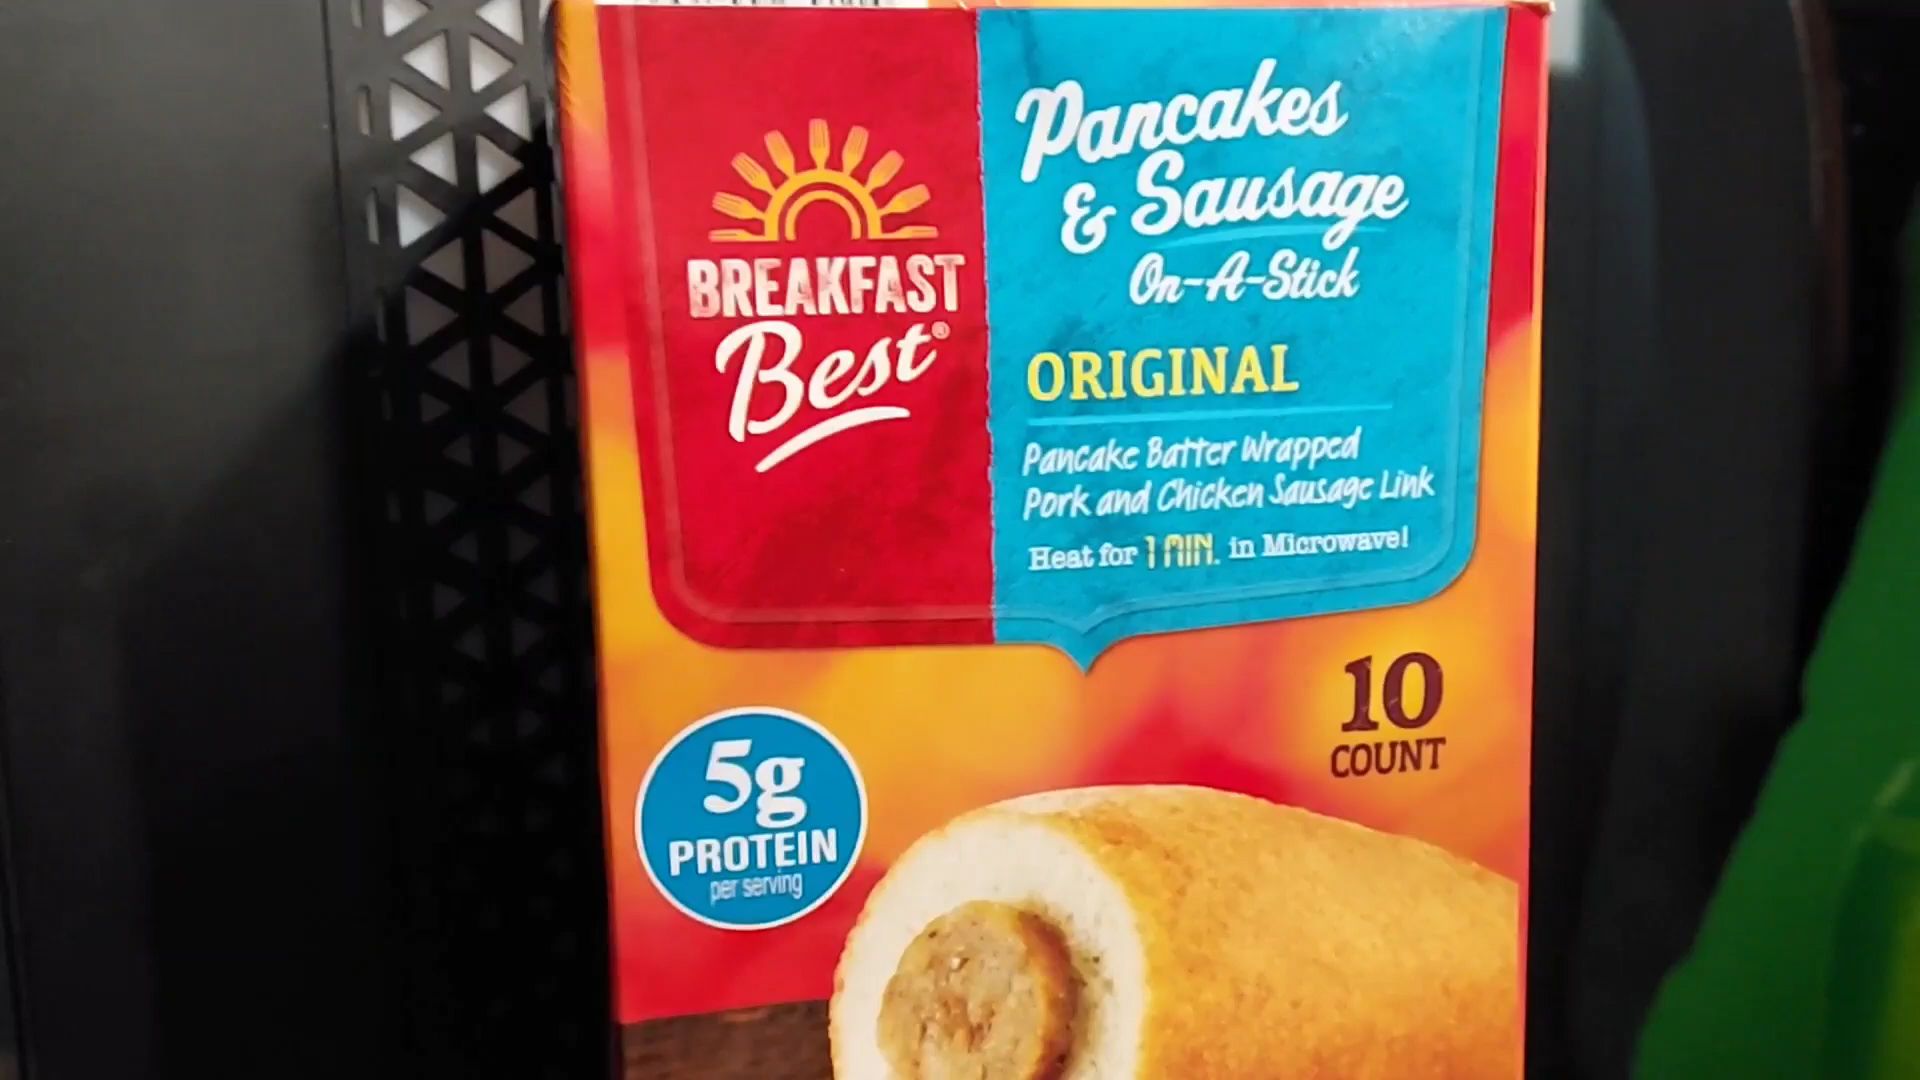 BREAKFAST
Best®
Pancakes
& Sausage
On-A-Stick
ORIGINAL
Pancake Batter Wrapped
Pork and Chicken Sausage Link
Heat for 1 MIN. in Microwave!
10
COUNT
5g
PROTEIN
per serving